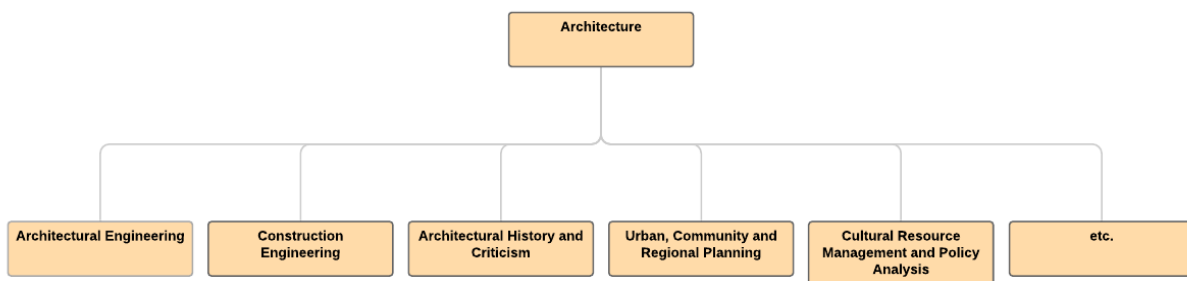 Architecture
Architectural Engineering
Construction
Engineering
Architectural History and
Criticism
Urban, Community and
Regional Planning
Cultural Resource
Management and Policy
Analysis
etc.